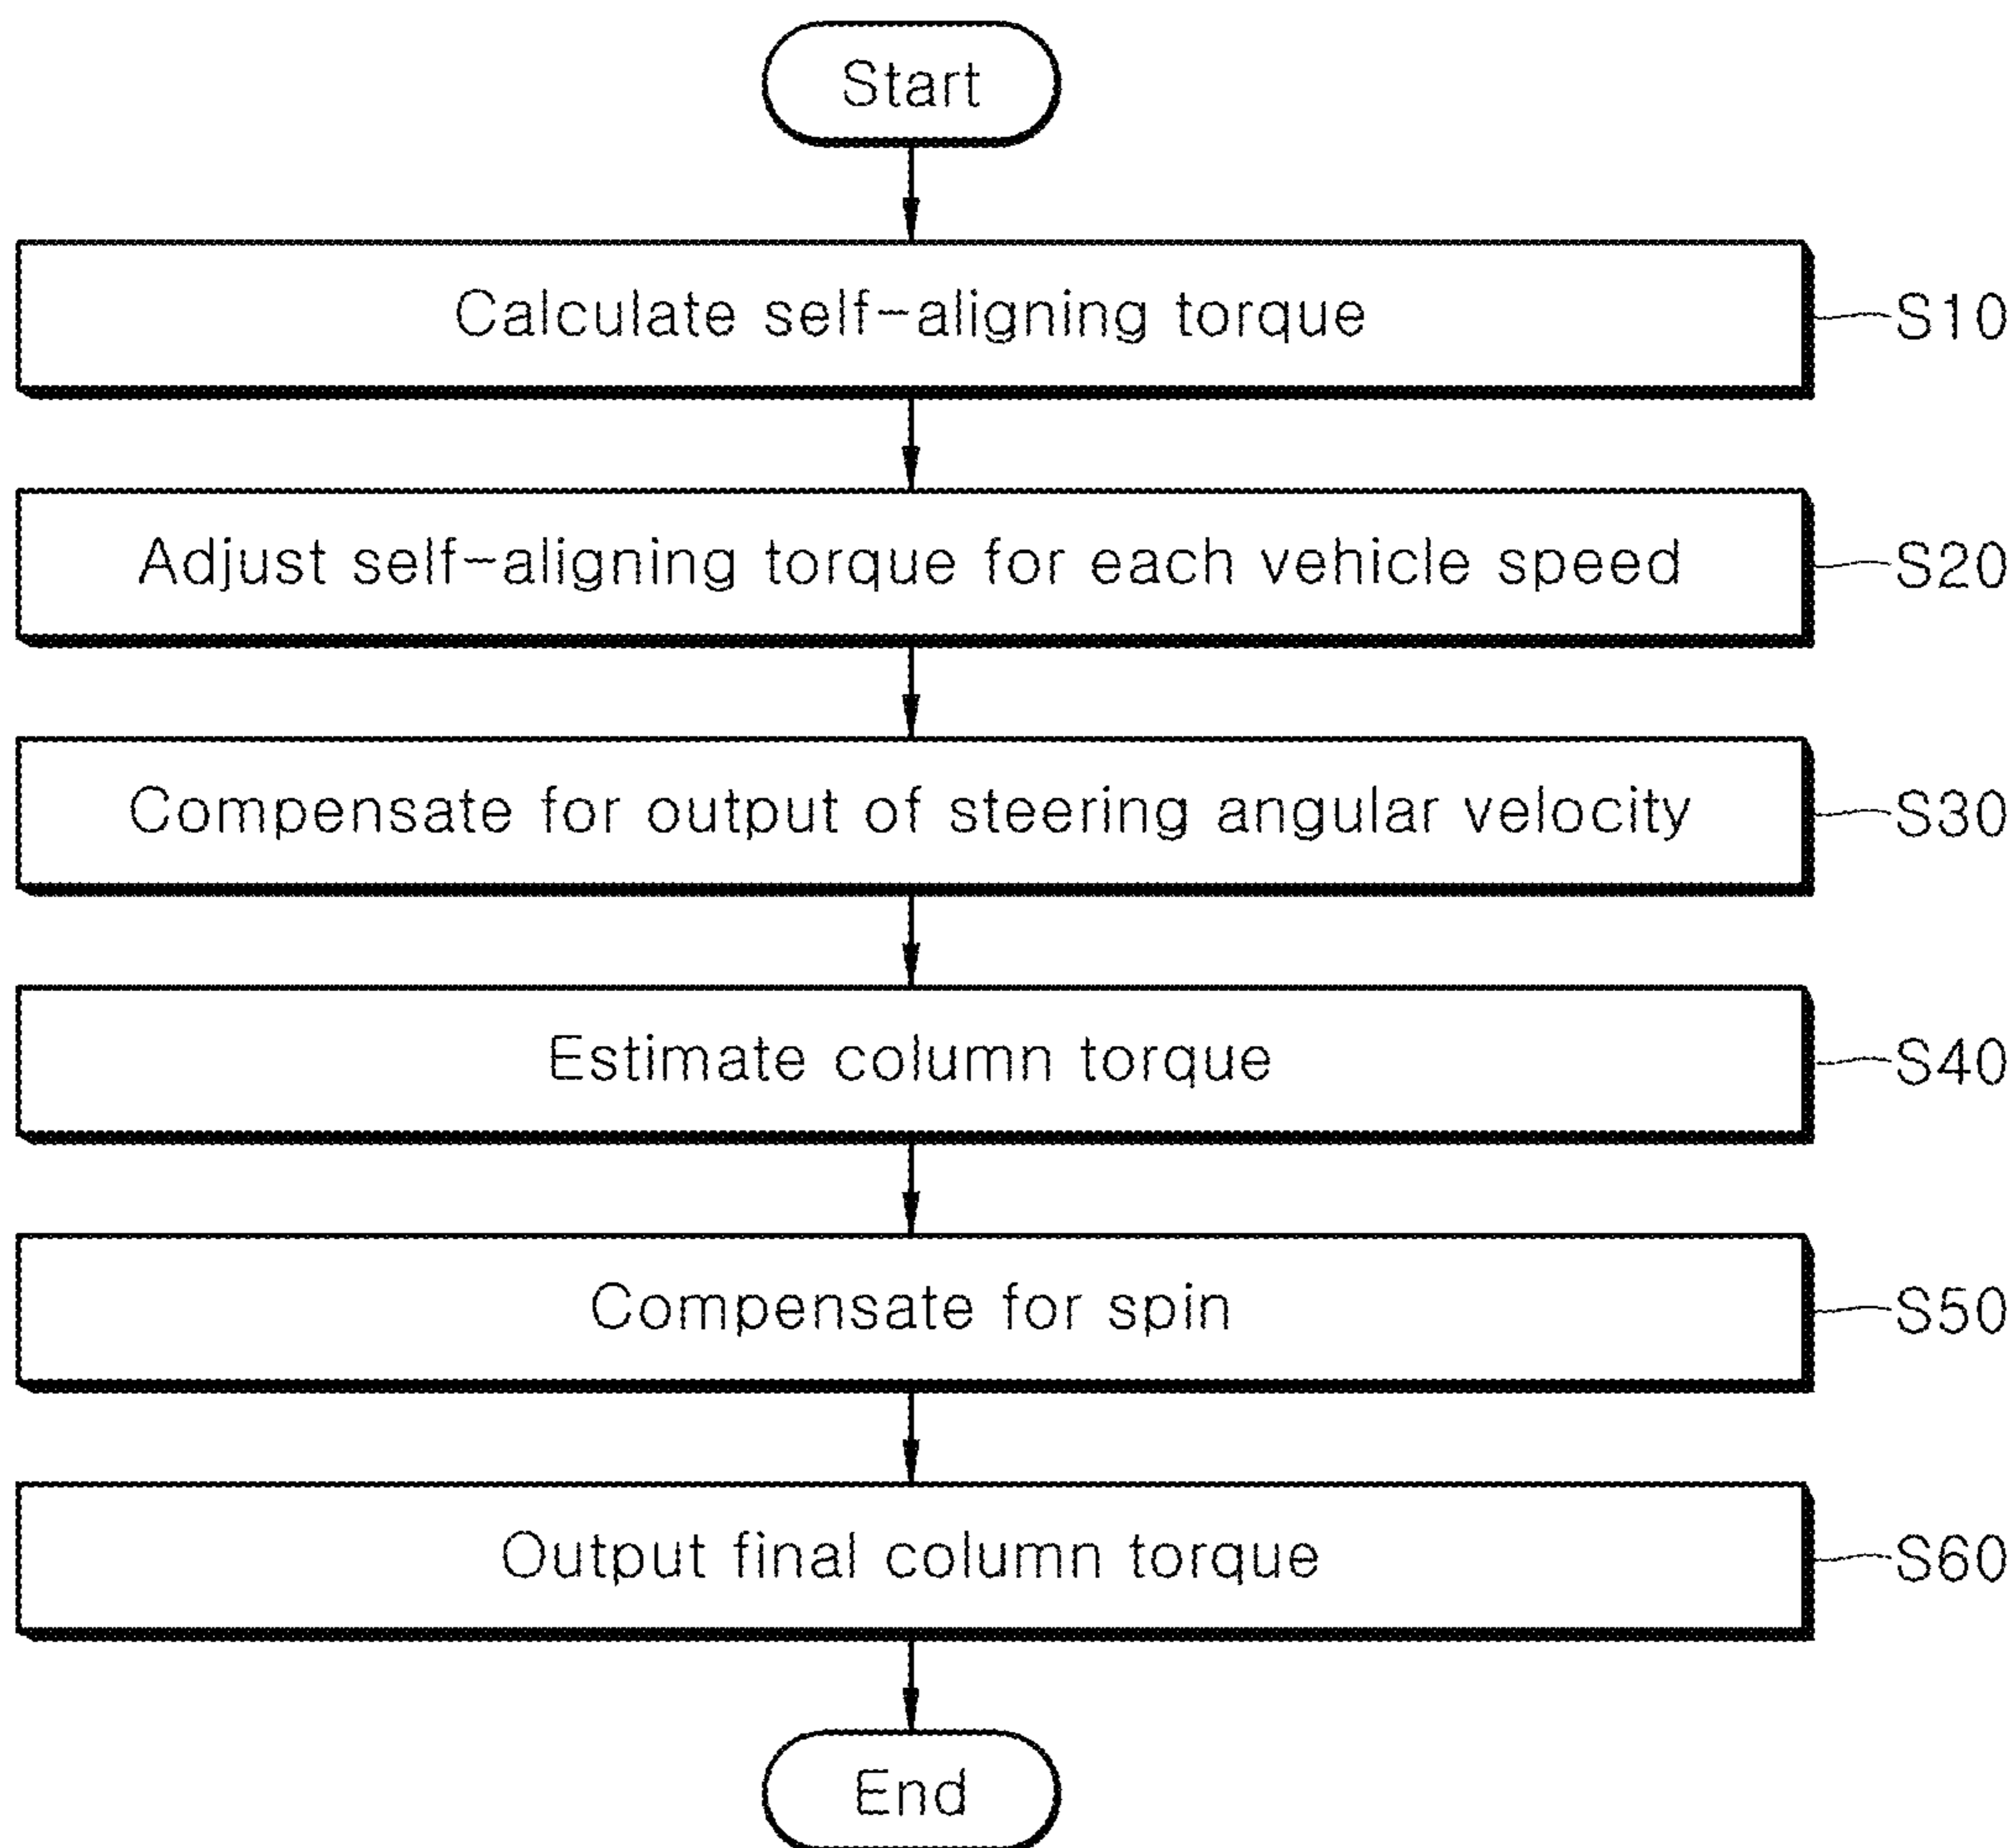 Start
Calculate self-aligning torque
S10
Adjust self-aligning torque for each vehicle speed
S20
Compensate for output of steering angular velocity
S30
Estimate column torque
S40
Compensate for spin
S50
Output final column torque
S60
End